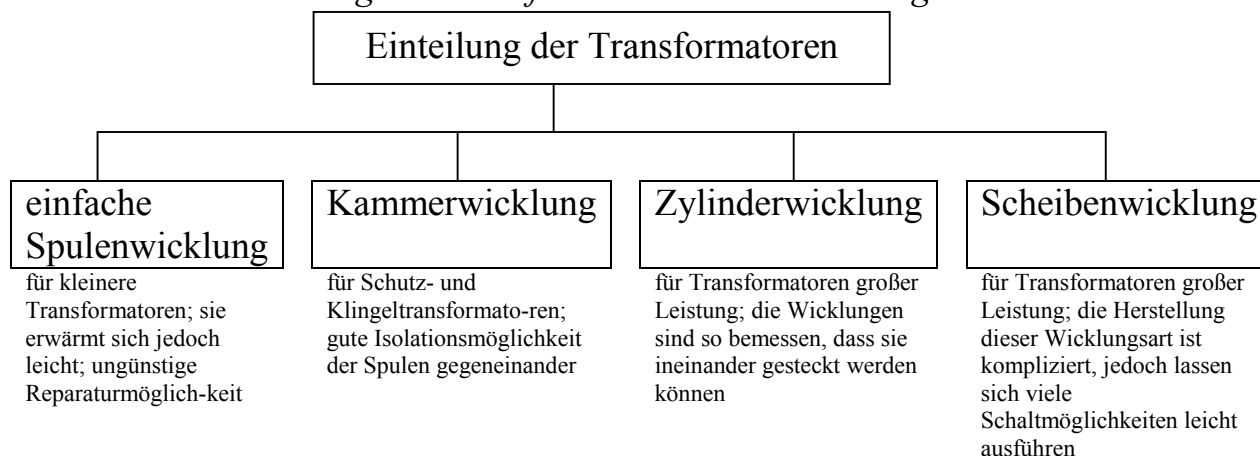 Einteilung der Transformatoren
einfache
Spulenwicklung
für kleinere
Transformatoren; sie
erwärmt sich jedoch
leicht; ungünstige
Reparaturmöglich-keit
Kammerwicklung
für Schutz- und
Klingeltransformato-ren;
gute Isolationsmöglichkeit
der Spulen gegeneinander
Zylinderwicklung
für Transformatoren großer
Leistung; die Wicklungen
sind so bemessen, dass sie
ineinander gesteckt werden
können
Scheibenwicklung
für Transformatoren großer
Leistung; die Herstellung
dieser Wicklungsart ist
kompliziert, jedoch lassen
sich viele
Schaltmöglichkeiten leicht
ausführen